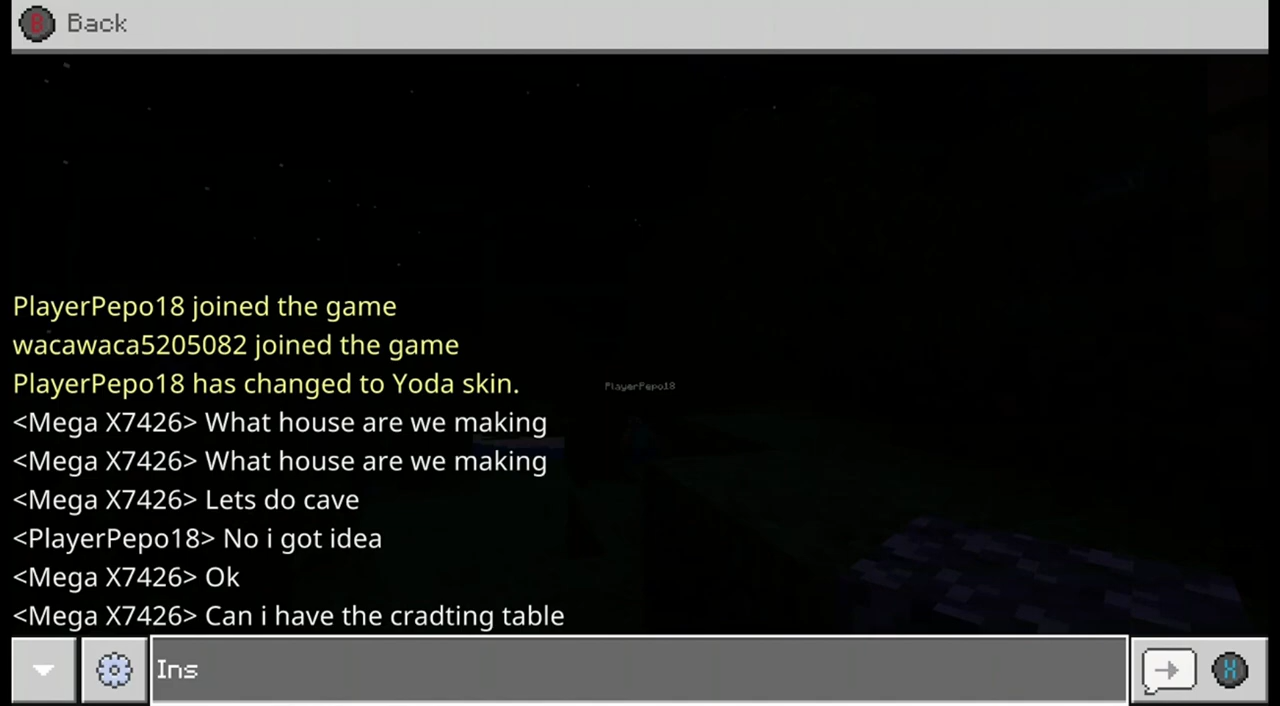 B Back
PlayerPepo18 joined the game
wacawaca5205082 joined the game
PlayerPepo18 has changed to Yoda skin.
PlayerPepo18
<Mega X7426> What house are we making
<Mega X7426> What house are we making
<Mega X7426> Lets do cave
<PlayerPepo18> No i got idea
<Mega X7426> Ok
<Mega X7426> Can i have the cradting table
Ins
X